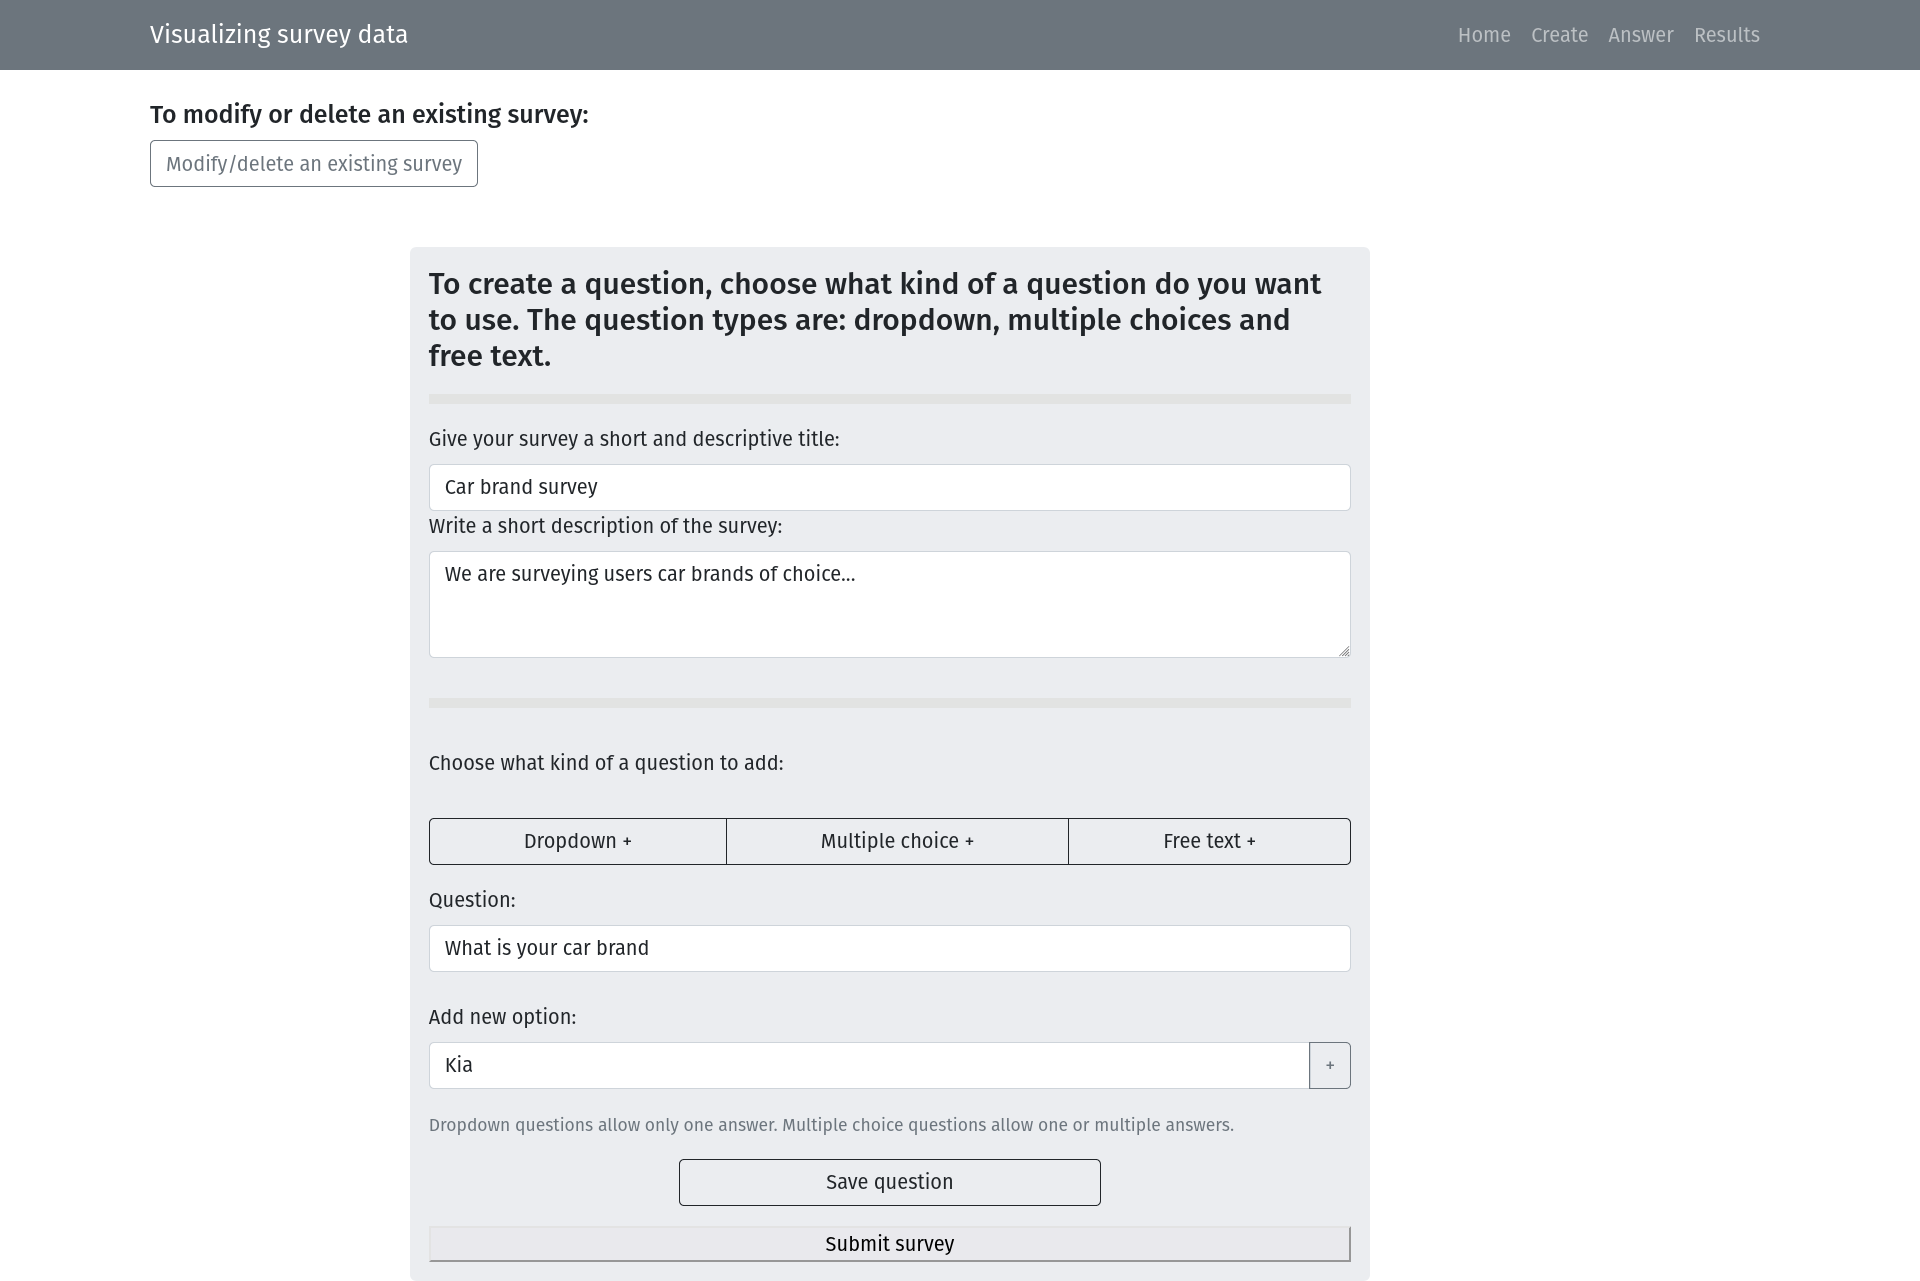 Visualizing survey data
Home Create Answer Results
To modify or delete an existing survey:
Modify/delete an existing survey
To create a question, choose what kind of a question do you want
to use. The question types are: dropdown, multiple choices and
free text.
Give your survey a short and descriptive title:
Car brand survey
Write a short description of the survey:
We are surveying users car brands of choice...
Choose what kind of a question to add:
Dropdown + Multiple choice + Free text +
Question:
What is your car brand
Add new option:
Kia +
Dropdown questions allow only one answer. Multiple choice questions allow one or multiple answers.
Save question
Submit survey